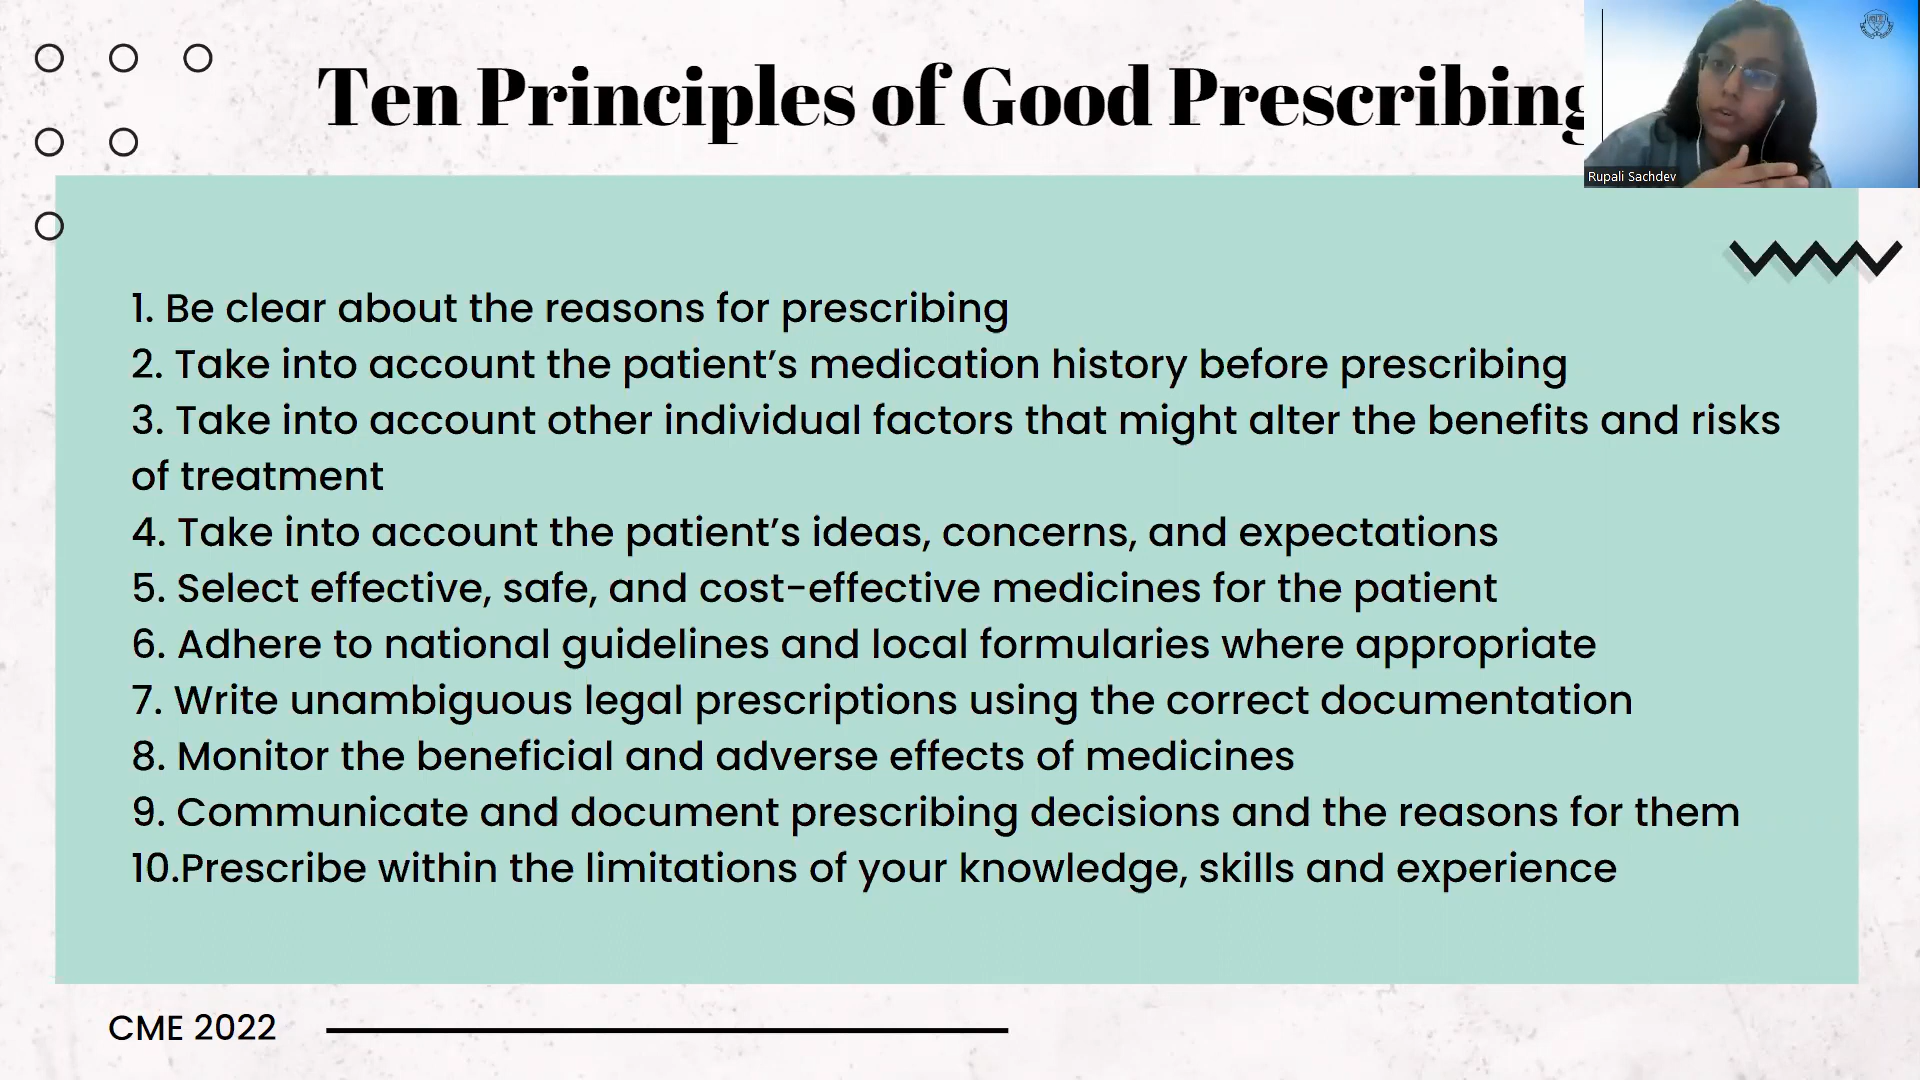 Ten Principles of Good Prescribing
Rupali Sachdev
1. Be clear about the reasons for prescribing
2. Take into account the patient’s medication history before prescribing
3. Take into account other individual factors that might alter the benefits and risks
of treatment
4. Take into account the patient’s ideas, concerns, and expectations
5. Select effective, safe, and cost-effective medicines for the patient
6. Adhere to national guidelines and local formularies where appropriate
7. Write unambiguous legal prescriptions using the correct documentation
8. Monitor the beneficial and adverse effects of medicines
9. Communicate and document prescribing decisions and the reasons for them
10.Prescribe within the limitations of your knowledge, skills and experience
CME 2022